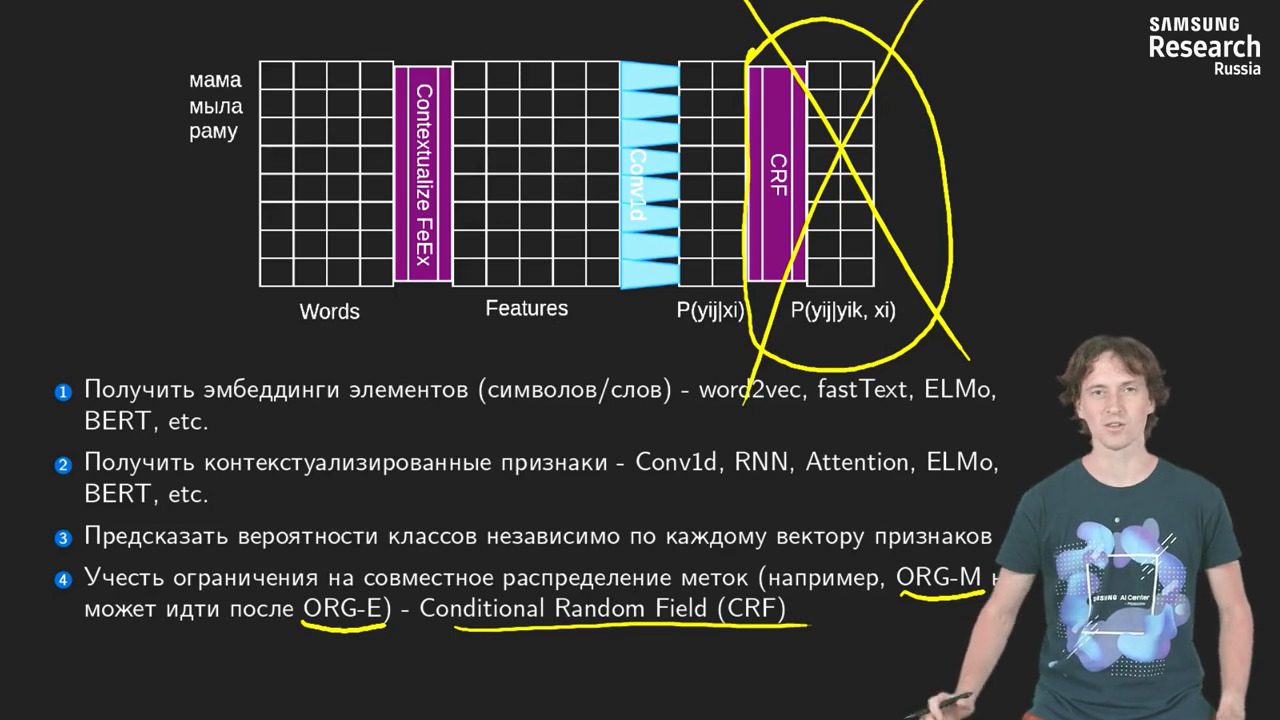 SAMSUNG
Research
Russia
мама
мыла
раму
Contextualize FeEx
Conv1d
CRF
Words
Features
P(yij|xi)
P(yij|yik, xi)
1 Получить эмбеддинги элементов (символов/слов) - word2vec, fastText, ELMo,
BERT, etc.
2 Получить контекстуализированные признаки - Conv1d, RNN, Attention, ELMo,
BERT, etc.
3 Предсказать вероятности классов независимо по каждому вектору признаков
4 Учесть ограничения на совместное распределение меток (например, ORG-M
может идти после ORG-E) - Conditional Random Field (CRF)
AI Center